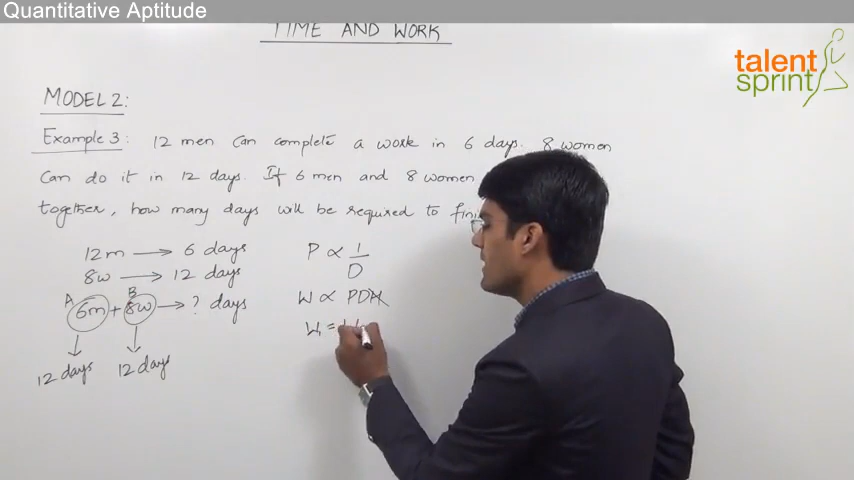 Quantitative Aptitude
TIME AND WORK
talent
sprint
MODEL 2:
Example 3: 12 men can complete a work in 6 days. 8 women
can do it in 12 days. If 6 men and 8 women
together, how many days will be required to fini
12m → 6 days P ∝ 1/D
8w → 12 days
A B
6m + 8w → ? days W ∝ PDH
W₁ =
12 days 12 days